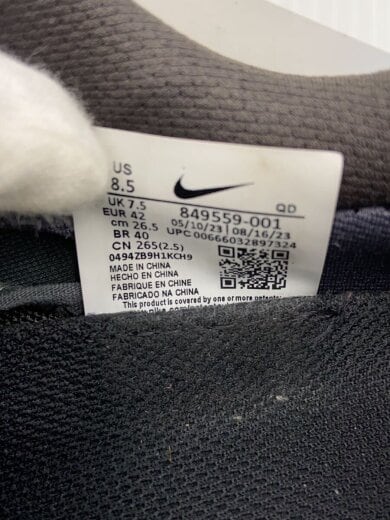 US
8.5
UK 7.5
EUR 42
cm 26.5
BR 40
CN 265(2.5)
849559-001 QD
05/10/23 08/16/23
UPC 00666032897324
0494ZB9H1KCH9
MADE IN CHINA
HECHO EN CHINA
FABRIQUE EN CHINE
FABRICADO NA CHINA
This product is covered by one or more patents